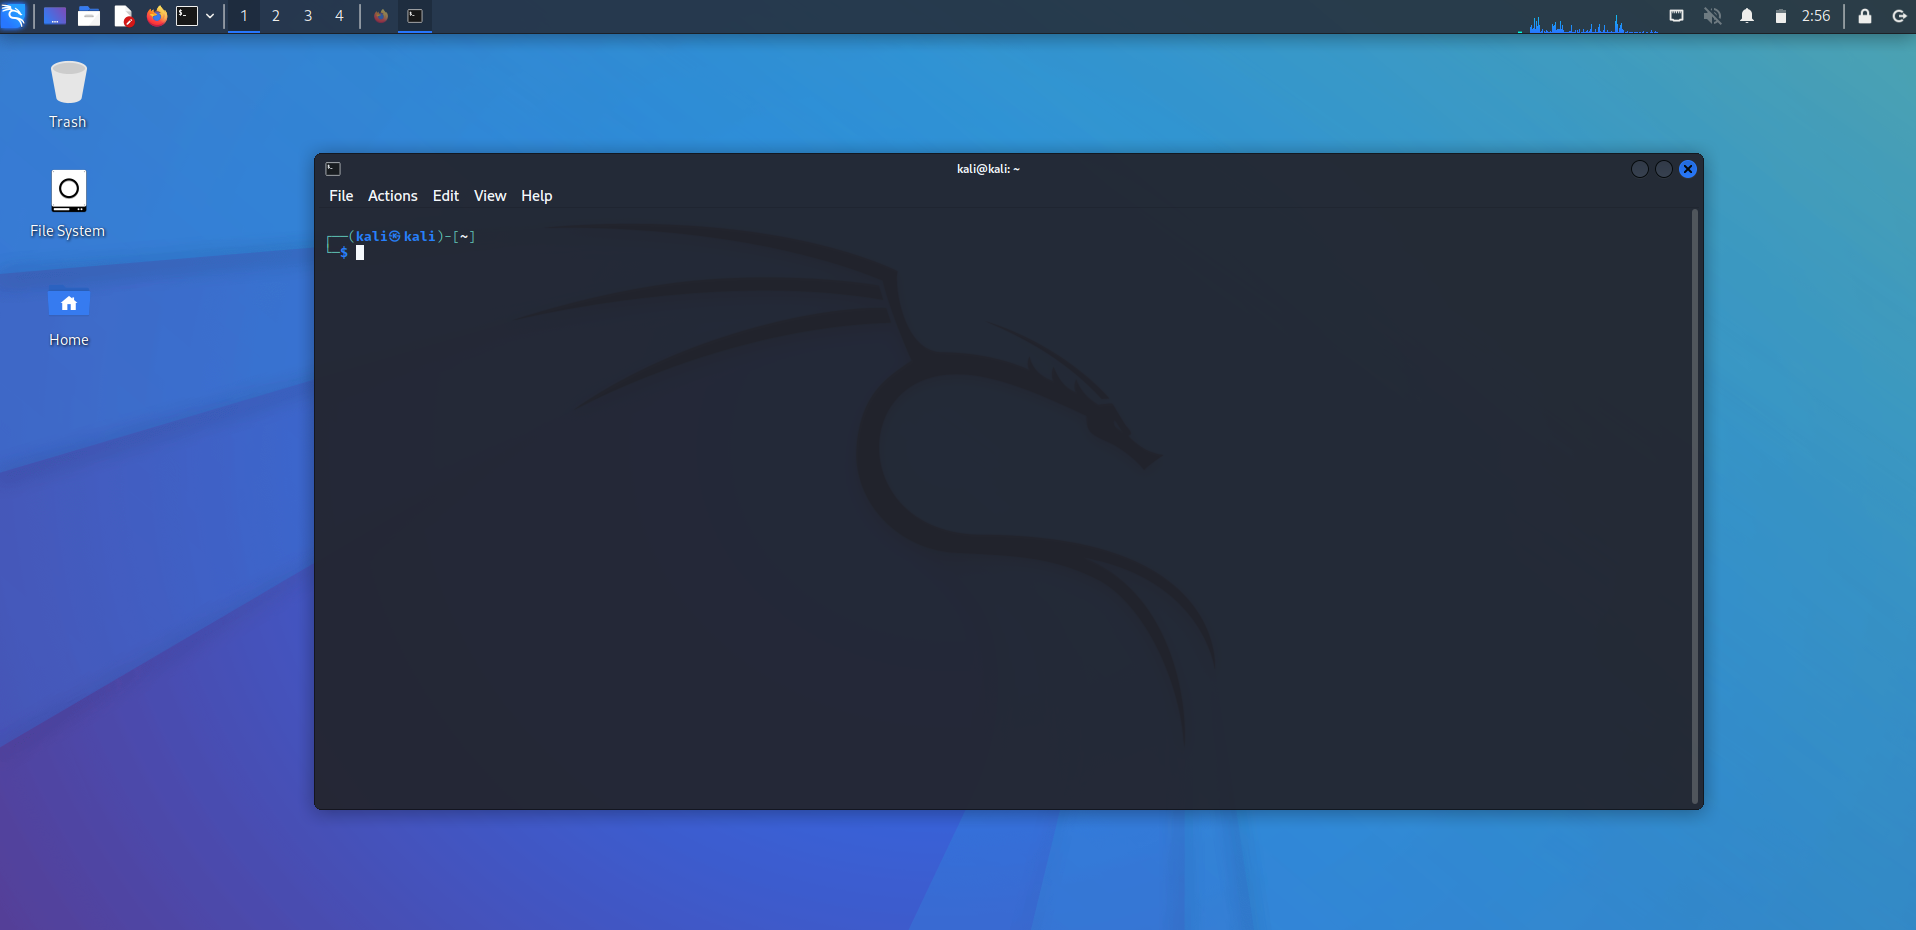 1 2 3 4
2:56
Trash
File System
Home
kali@kali: ~
File Actions Edit View Help
┌──(kali㉿kali)-[~]
└─$